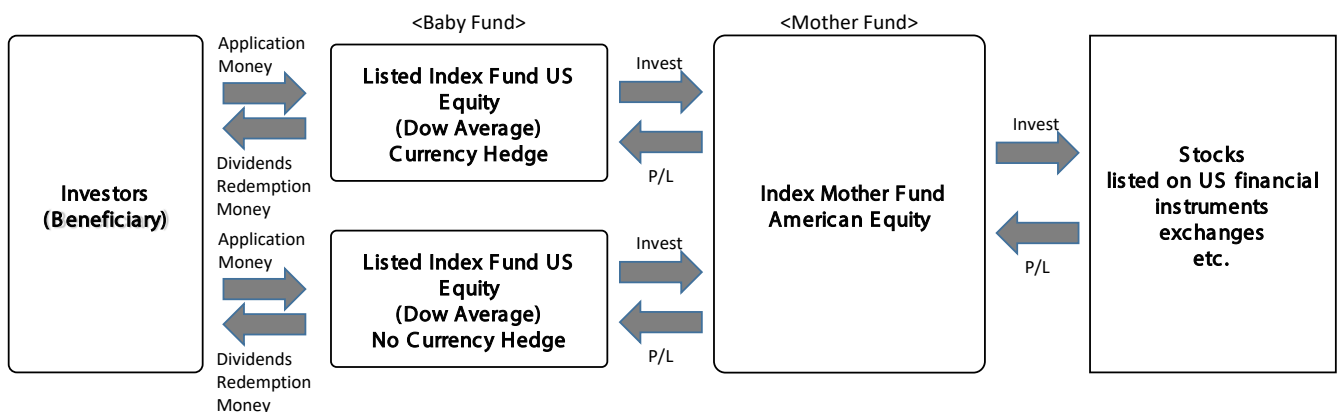 <Baby Fund>
<Mother Fund>
Investors
(Beneficiary)
Application
Money
Dividends
Redemption
Money
Application
Money
Dividends
Redemption
Money
Listed Index Fund US
Equity
(Dow Average)
Currency Hedge
Listed Index Fund US
Equity
(Dow Average)
No Currency Hedge
Invest
P/L
Invest
P/L
Index Mother Fund
American Equity
Invest
P/L
Stocks
listed on US financial
instruments
exchanges
etc.